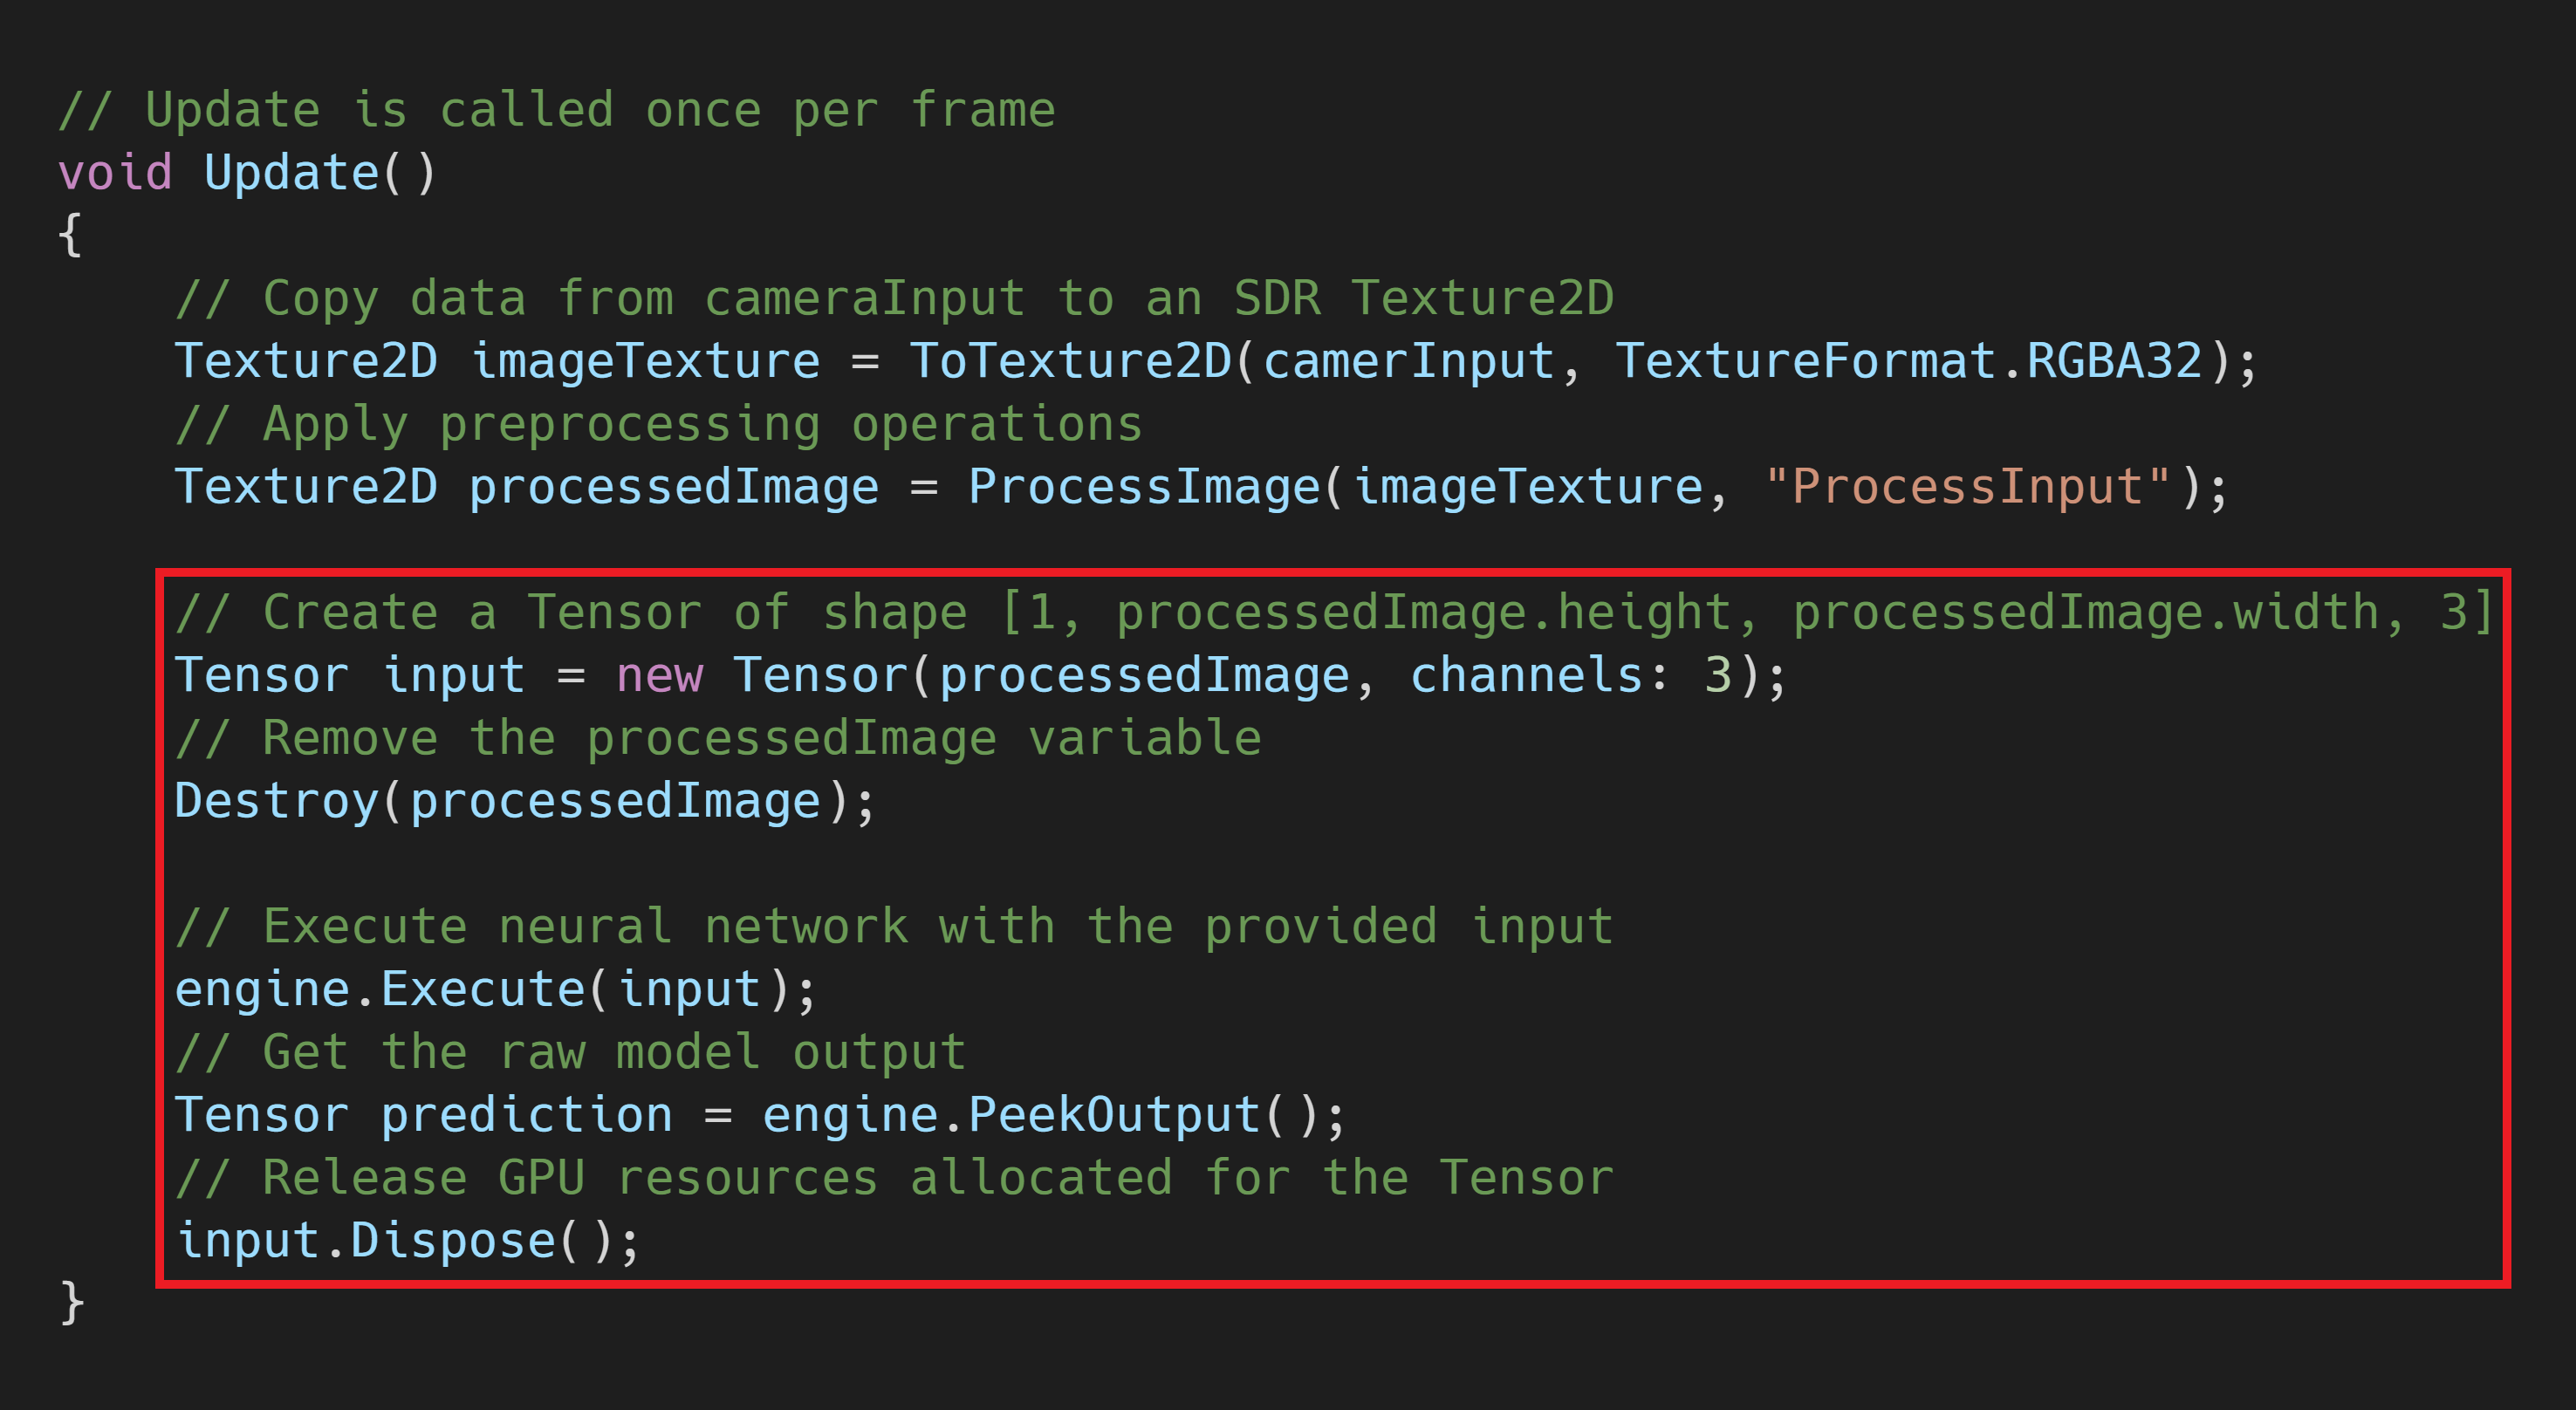 // Update is called once per frame
void Update()
{
    // Copy data from cameraInput to an SDR Texture2D
    Texture2D imageTexture = ToTexture2D(camerInput, TextureFormat.RGBA32);
    // Apply preprocessing operations
    Texture2D processedImage = ProcessImage(imageTexture, "ProcessInput");

    // Create a Tensor of shape [1, processedImage.height, processedImage.width, 3]
    Tensor input = new Tensor(processedImage, channels: 3);
    // Remove the processedImage variable
    Destroy(processedImage);

    // Execute neural network with the provided input
    engine.Execute(input);
    // Get the raw model output
    Tensor prediction = engine.PeekOutput();
    // Release GPU resources allocated for the Tensor
    input.Dispose();
}